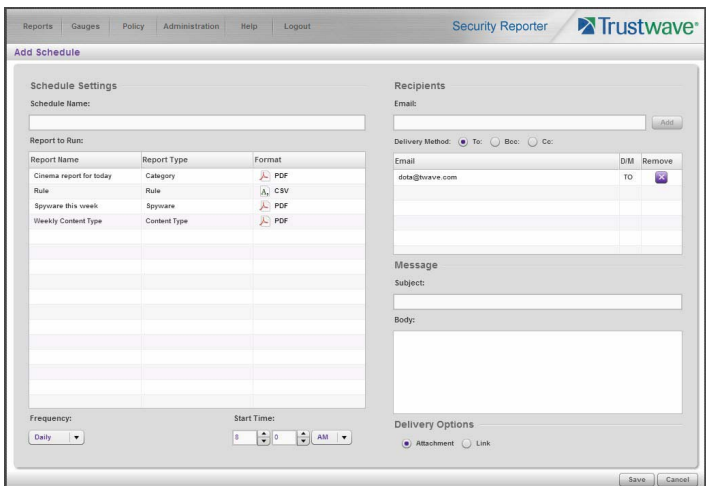 Reports Gauges Policy Administration Help Logout
Security Reporter
Trustwave®
Add Schedule
Schedule Settings
Schedule Name:
Report to Run:
Report Name Report Type Format
Cinema report for today Category PDF
Rule Rule CSV
Spyware this week Spyware PDF
Weekly Content Type Content Type PDF
Frequency:
Daily
Start Time:
8 0 AM
Recipients
Email:
Add
Delivery Method: To: Bcc: Cc:
Email D/M Remove
dota@twave.com TO
Message
Subject:
Body:
Delivery Options
Attachment Link
Save Cancel